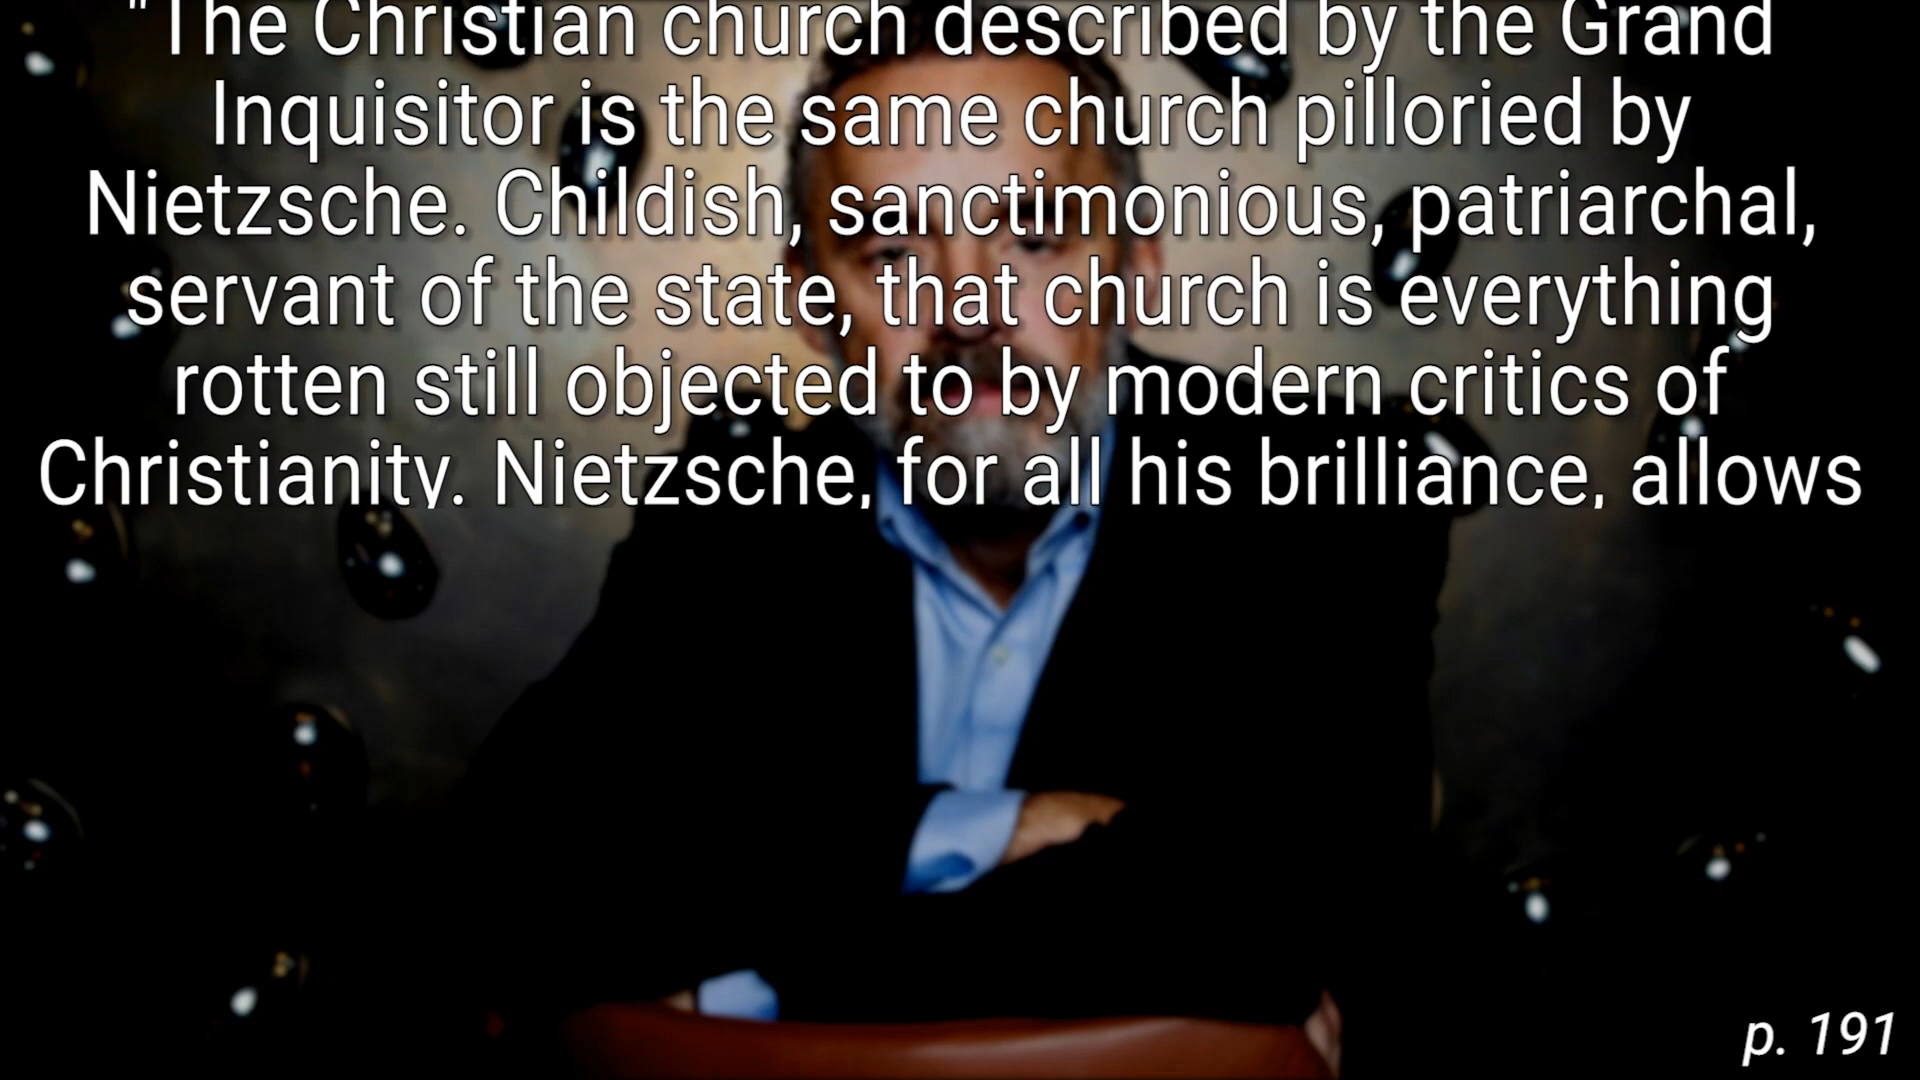 "The Christian church described by the Grand
Inquisitor is the same church pilloried by
Nietzsche. Childish, sanctimonious, patriarchal,
servant of the state, that church is everything
rotten still objected to by modern critics of
Christianity. Nietzsche, for all his brilliance, allows
p. 191